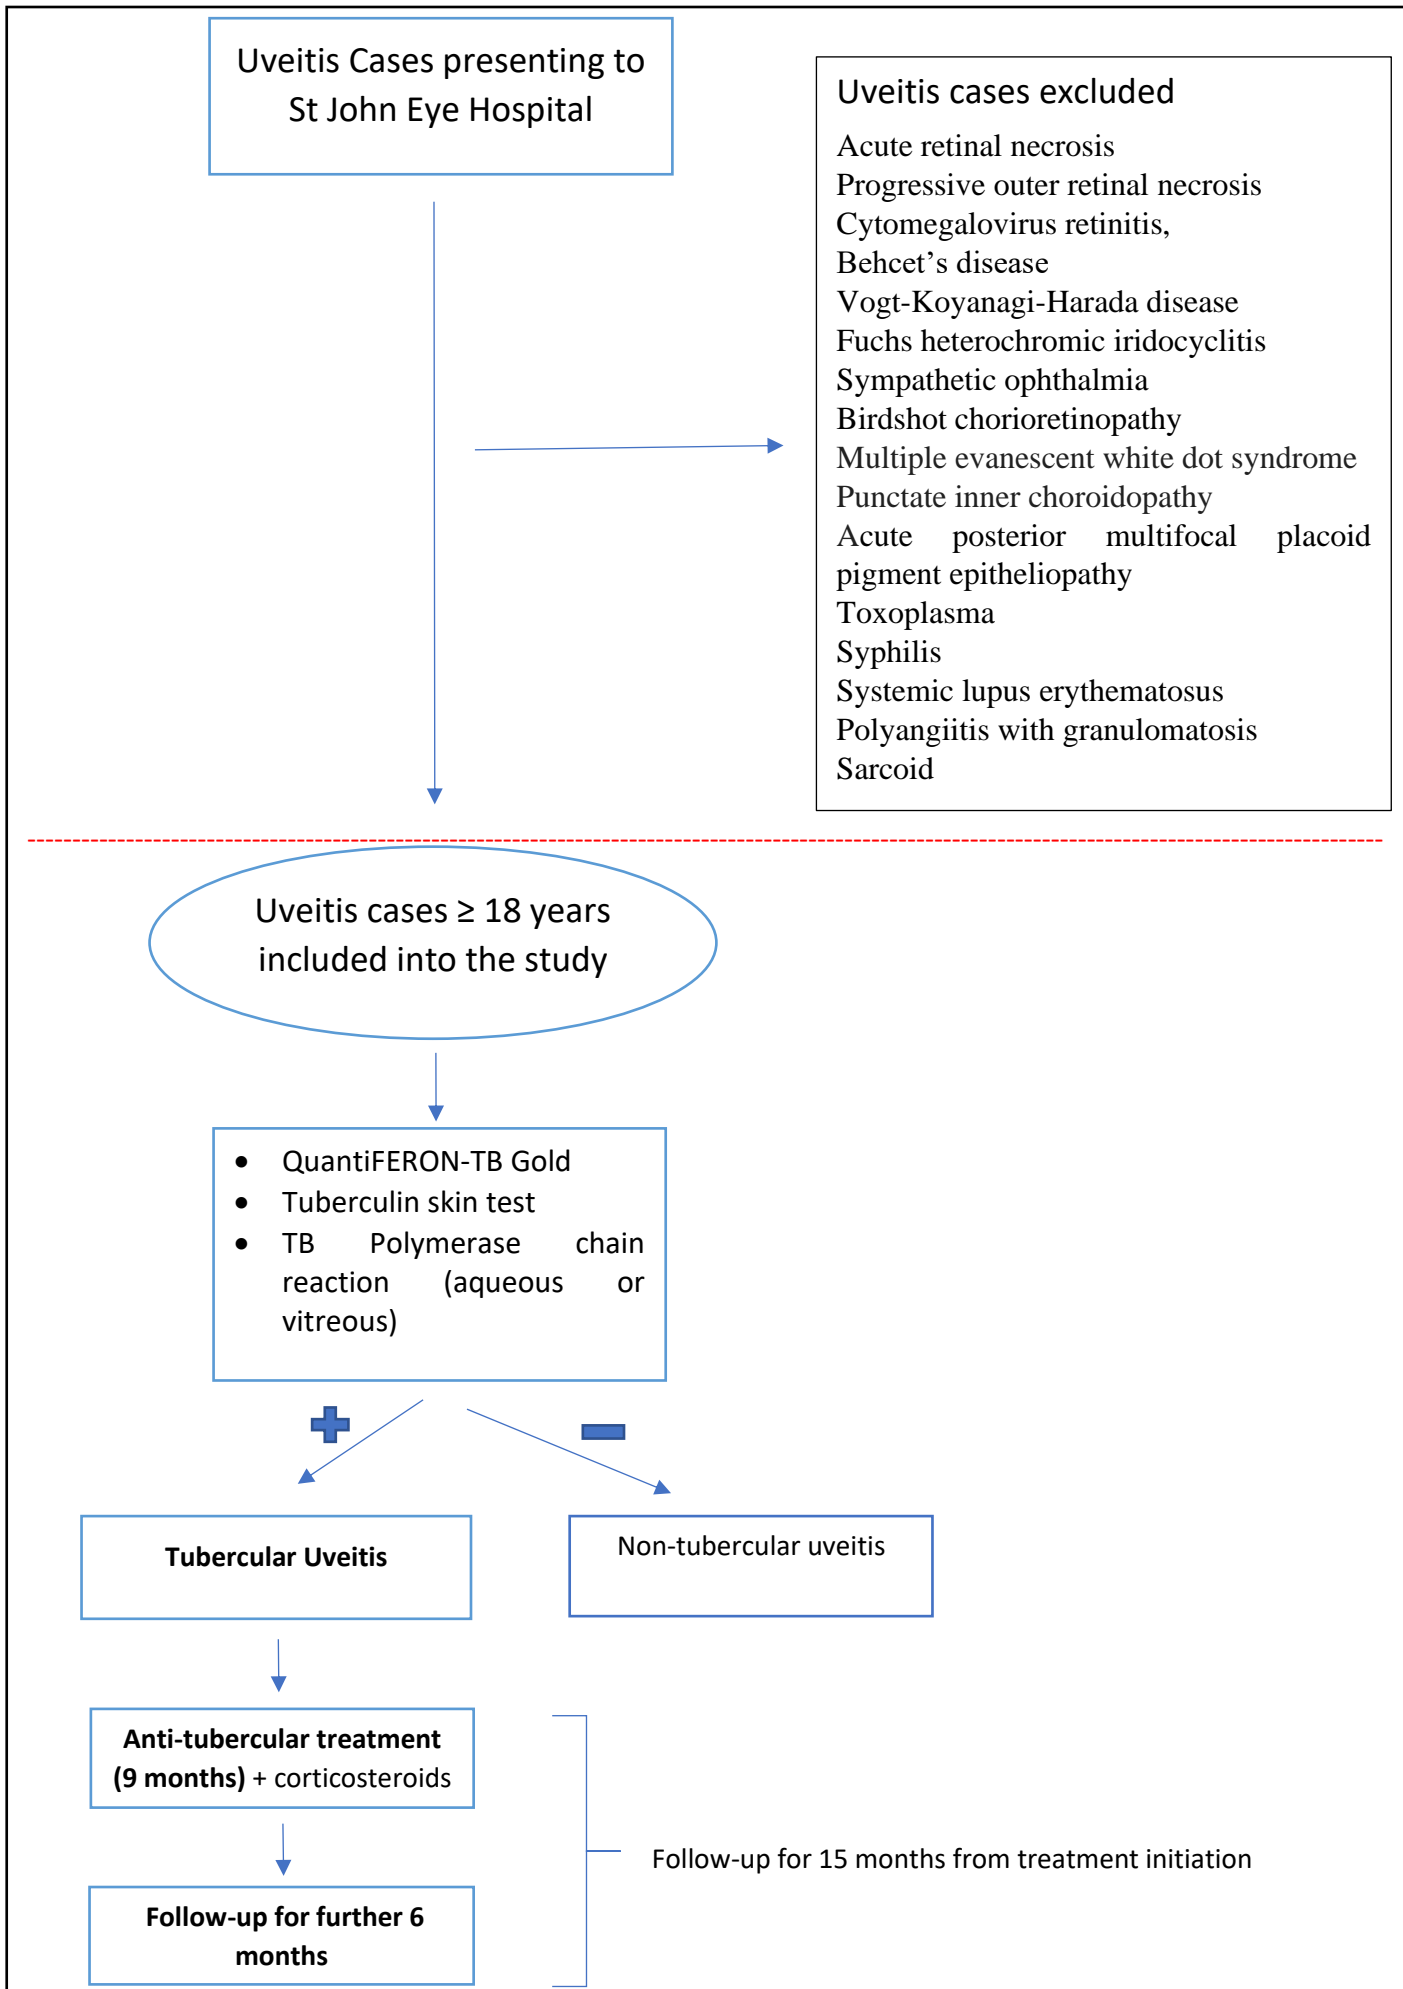 Uveitis Cases presenting to
St John Eye Hospital
Uveitis cases excluded
Acute retinal necrosis
Progressive outer retinal necrosis
Cytomegalovirus retinitis,
Behcet’s disease
Vogt-Koyanagi-Harada disease
Fuchs heterochromic iridocyclitis
Sympathetic ophthalmia
Birdshot chorioretinopathy
Multiple evanescent white dot syndrome
Punctate inner choroidopathy
Acute posterior multifocal placoid
pigment epitheliopathy
Toxoplasma
Syphilis
Systemic lupus erythematosus
Polyangiitis with granulomatosis
Sarcoid
Uveitis cases ≥ 18 years
included into the study
• QuantiFERON-TB Gold
• Tuberculin skin test
• TB Polymerase chain
reaction (aqueous or
vitreous)
Tubercular Uveitis
Non-tubercular uveitis
Anti-tubercular treatment
(9 months) + corticosteroids
Follow-up for 15 months from treatment initiation
Follow-up for further 6
months